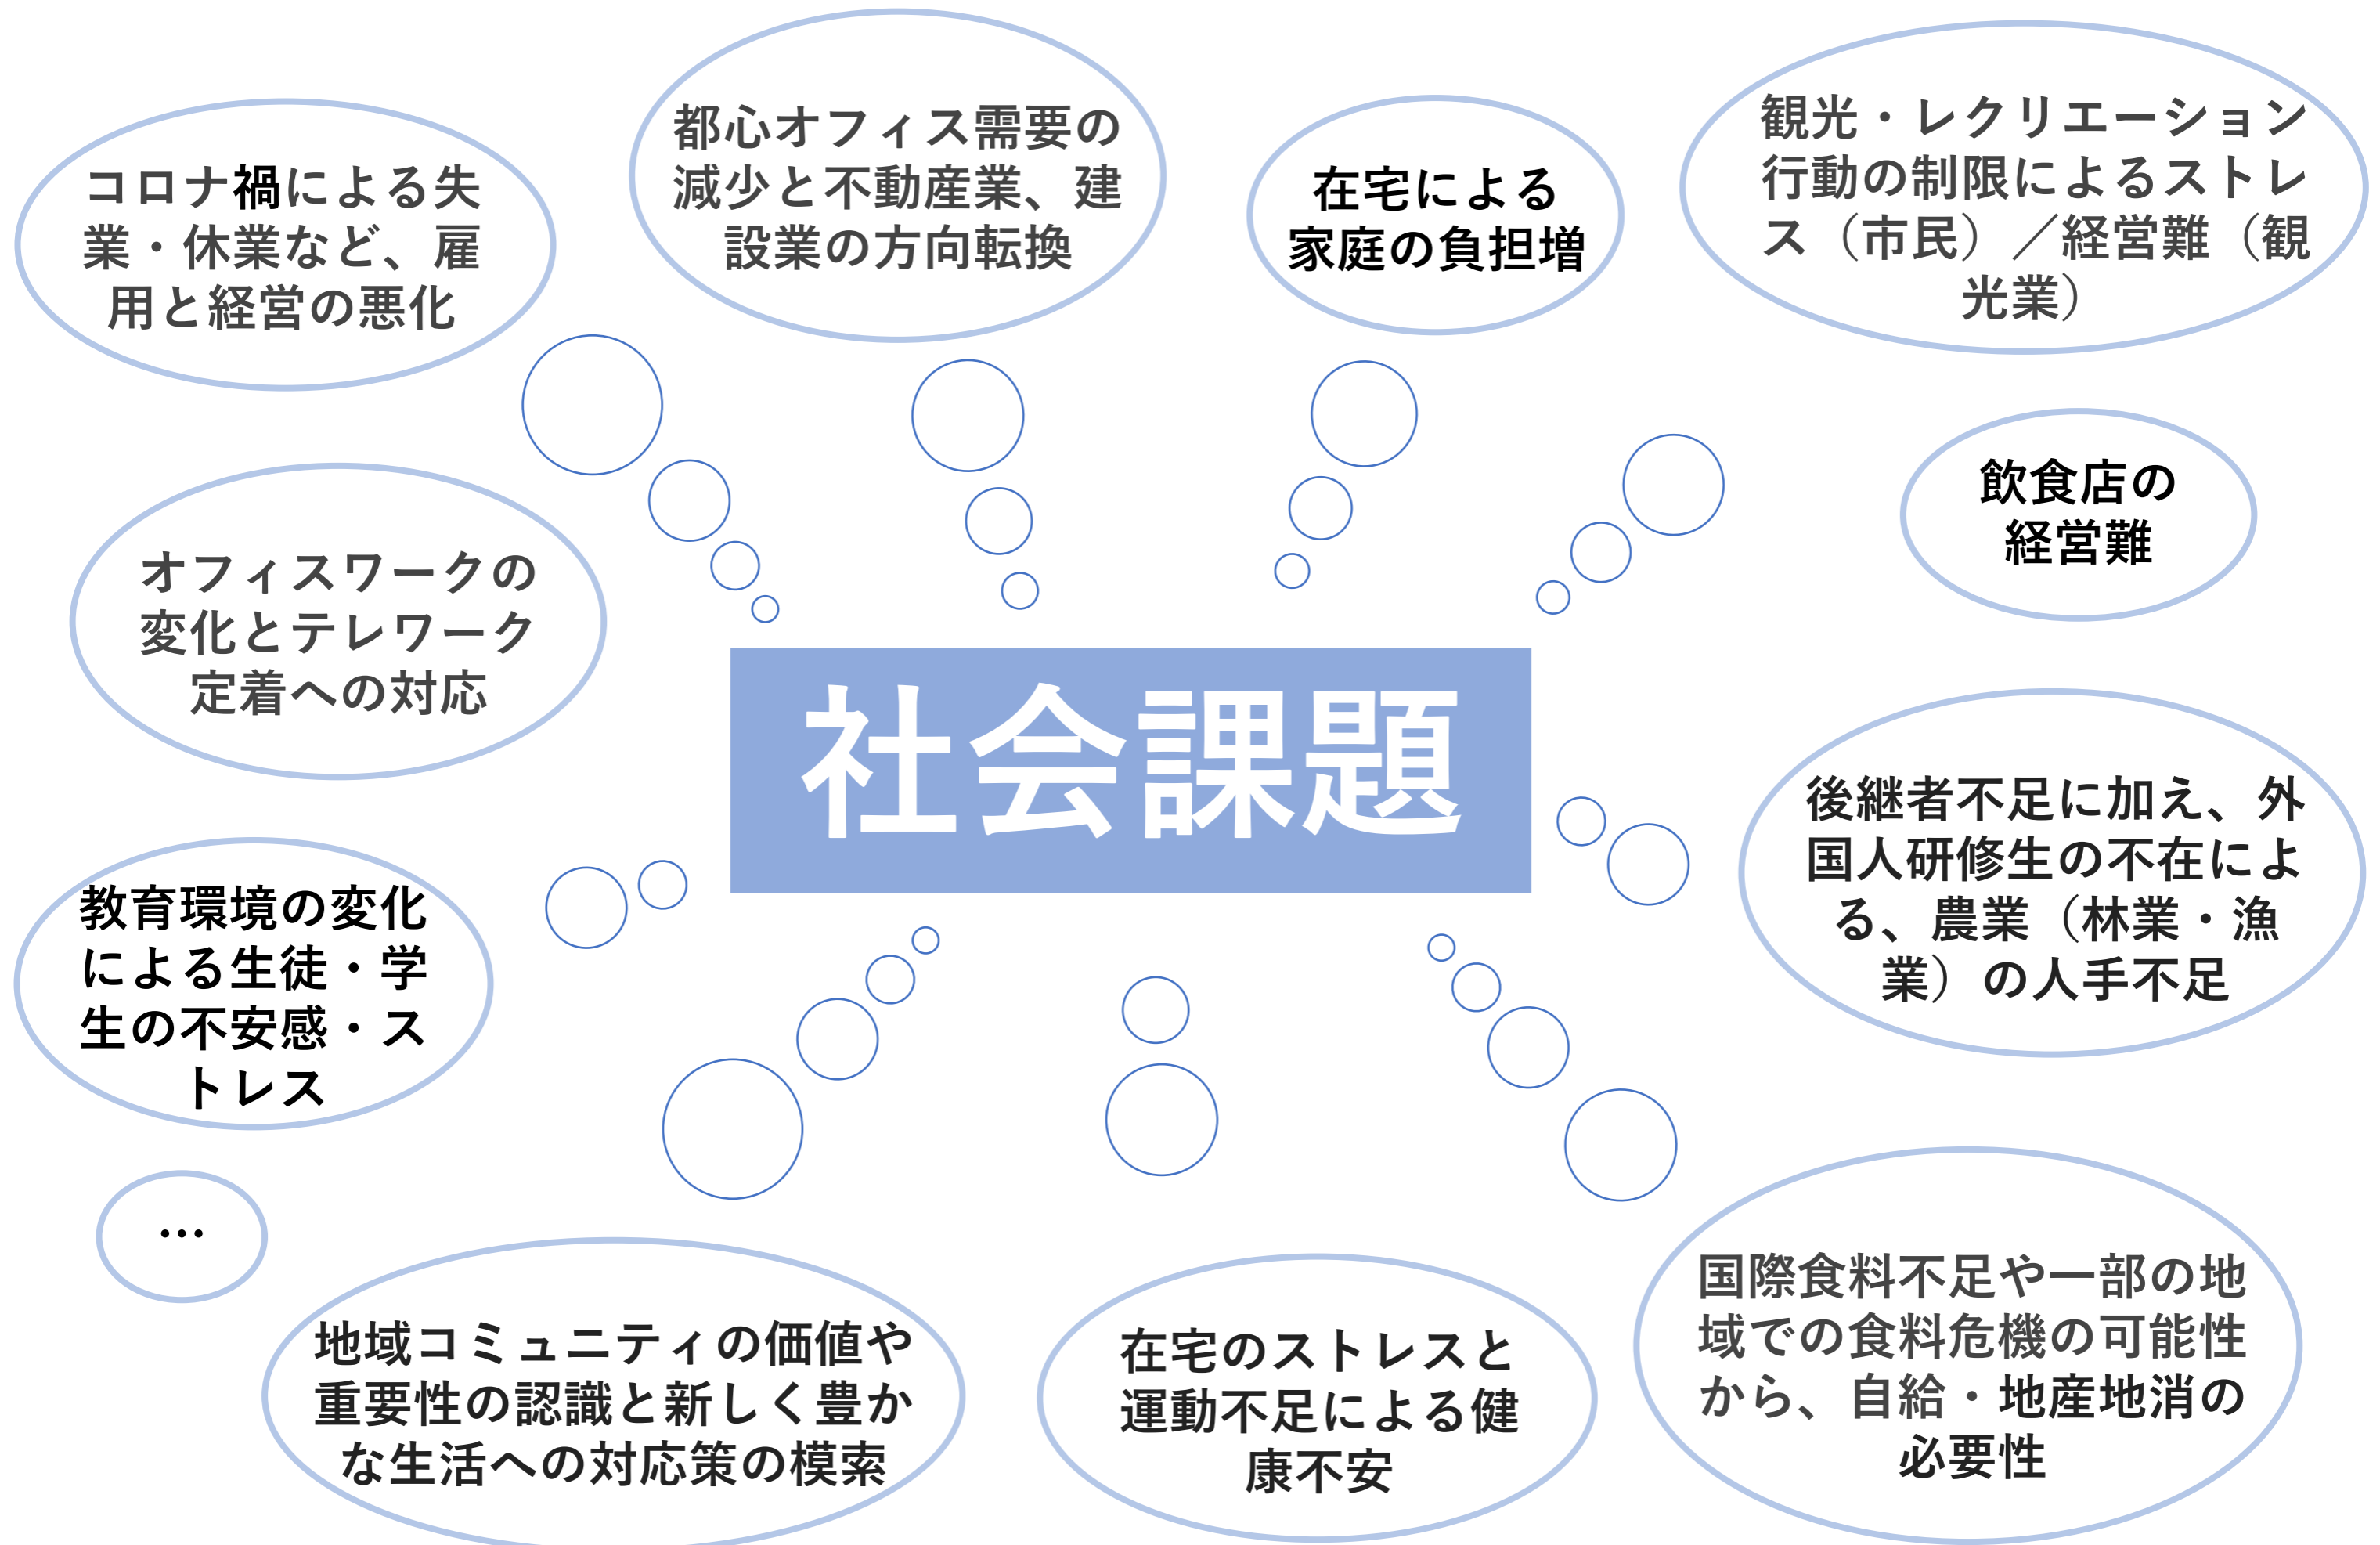 コロナ禍による失
業・休業など、雇
用と経営の悪化
都心オフィス需要の
減少と不動産業、建
設業の方向転換
在宅による
家庭の負担増
観光・レクリエーション
行動の制限によるストレ
ス（市民）／経営難（観
光業）
オフィスワークの
変化とテレワーク
定着への対応
飲食店の
経営難
社会課題
教育環境の変化
による生徒・学
生の不安感・ス
トレス
後継者不足に加え、外
国人研修生の不在によ
る、農業（林業・漁
業）の人手不足
…
地域コミュニティの価値や
重要性の認識と新しく豊か
な生活への対応策の模索
在宅のストレスと
運動不足による健
康不安
国際食料不足や一部の地
域での食料危機の可能性
から、自給・地産地消の
必要性